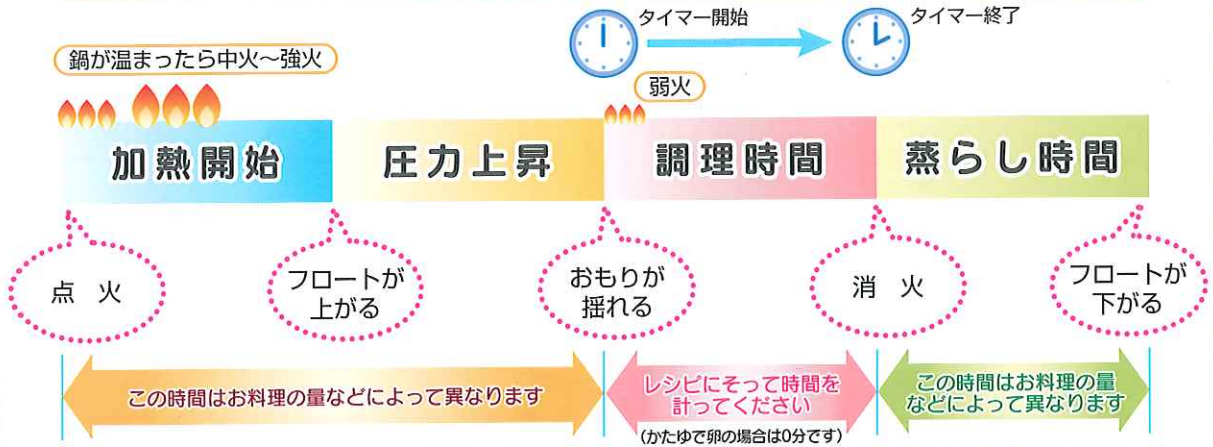 タイマー開始
タイマー終了
鍋が温まったら中火～強火
弱火
加熱開始
圧力上昇
調理時間
蒸らし時間
点 火
フロートが
上がる
おもりが
揺れる
消 火
フロートが
下がる
この時間はお料理の量などによって異なります
レシピにそって時間を
計ってください
(かたゆで卵の場合は0分です)
この時間はお料理の量
などによって異なります